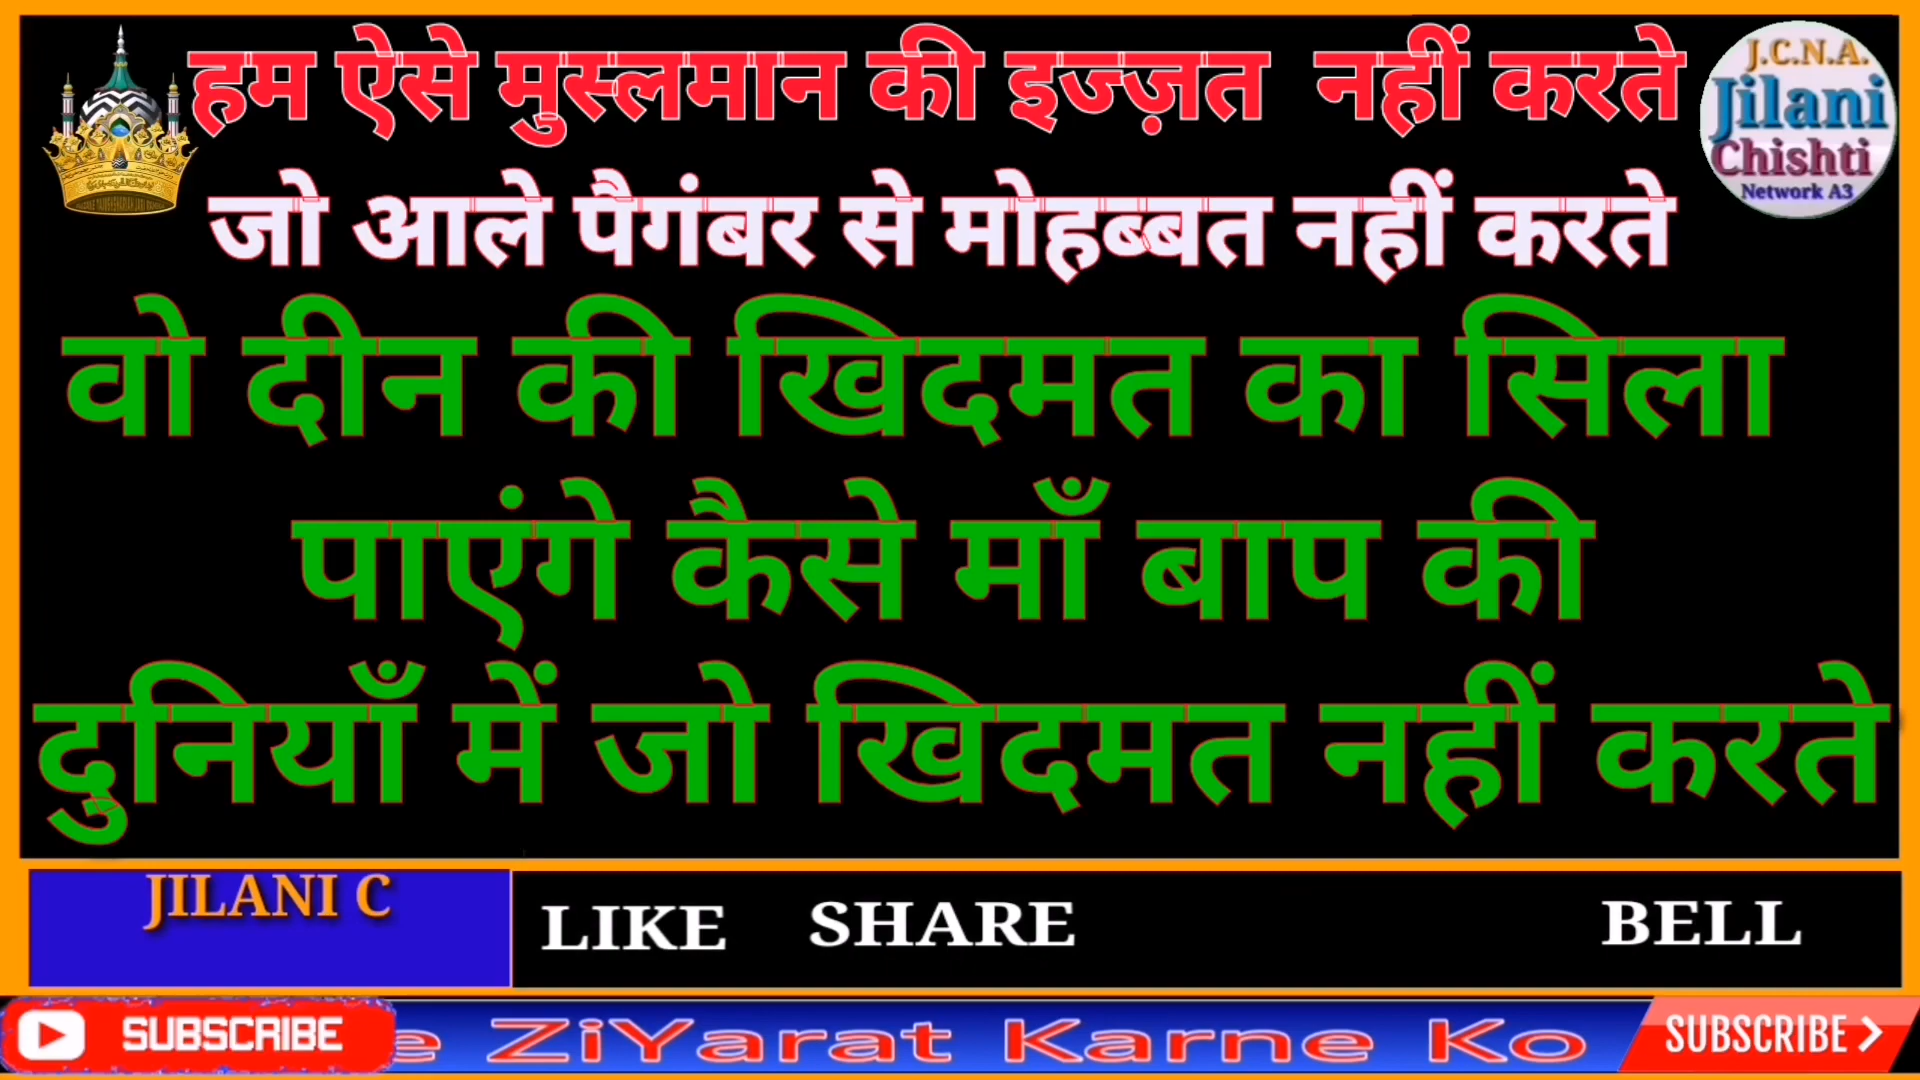 हम ऐसे मुस्लमान की इज्ज़त नहीं करते
जो आले पैगंबर से मोहब्बत नहीं करते
वो दीन की खिदमत का सिला
पाएंगे कैसे माँ बाप की
दुनियाँ में जो खिदमत नहीं करते
J.C.N.A.
Jilani
Chishti
Network A3
JILANI C
LIKE SHARE BELL
SUBSCRIBE
e ZiYarat Karne Ko
SUBSCRIBE